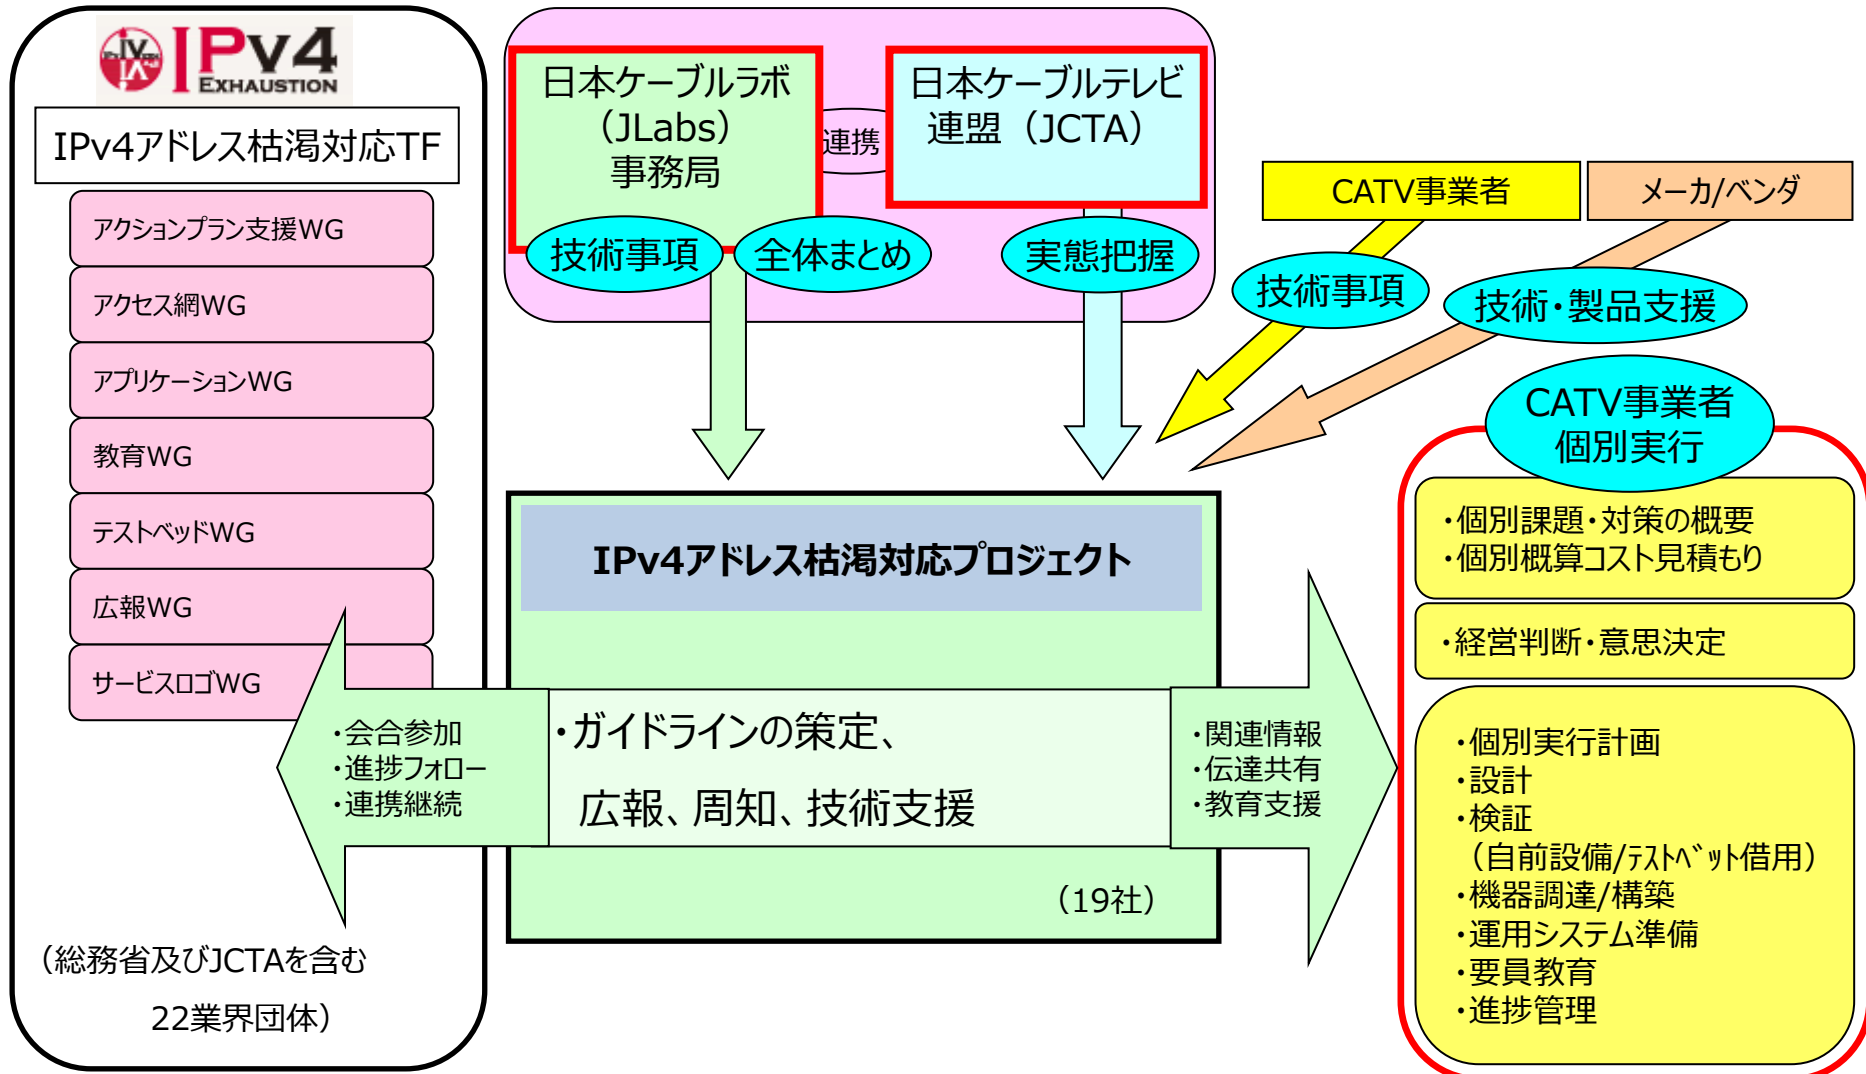 IPv4
EXHAUSTION
IPv4アドレス枯渇対応TF
アクションプラン支援WG
アクセス網WG
アプリケーションWG
教育WG
テストベッドWG
広報WG
サービスロゴWG
（総務省及びJCTAを含む
22業界団体）
日本ケーブルラボ
（JLabs）
事務局
連携
日本ケーブルテレビ
連盟（JCTA）
技術事項
全体まとめ
実態把握
CATV事業者
メーカ/ベンダ
技術事項
技術・製品支援
IPv4アドレス枯渇対応プロジェクト
・ガイドラインの策定、
広報、周知、技術支援
（19社）
・会合参加
・進捗フォロー
・連携継続
・関連情報
・伝達共有
・教育支援
CATV事業者
個別実行
・個別課題・対策の概要
・個別概算コスト見積もり
・経営判断・意思決定
・個別実行計画
・設計
・検証
（自前設備/ﾃｽﾄﾍﾞｯﾄ借用）
・機器調達/構築
・運用システム準備
・要員教育
・進捗管理